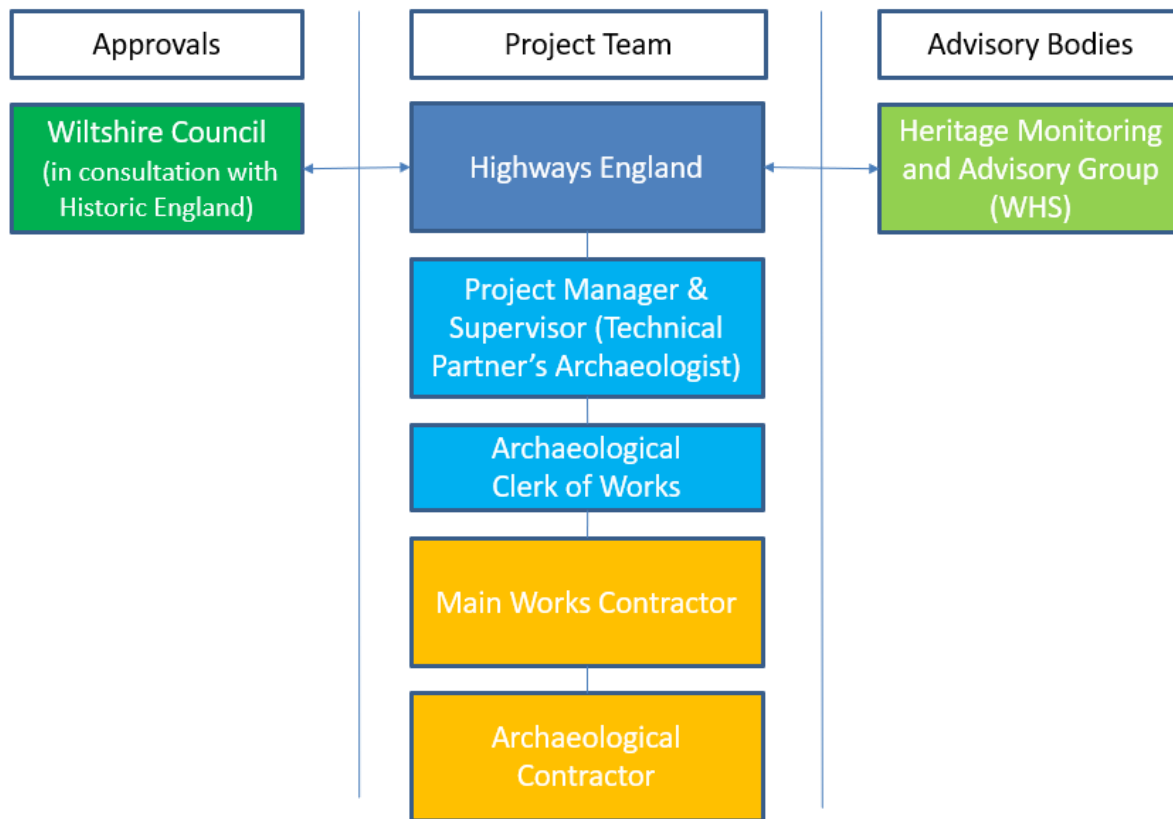 Approvals
Project Team
Advisory Bodies
Wiltshire Council
(in consultation with
Historic England)
Highways England
Heritage Monitoring
and Advisory Group
(WHS)
Project Manager &
Supervisor (Technical
Partner’s Archaeologist)
Archaeological
Clerk of Works
Main Works Contractor
Archaeological
Contractor